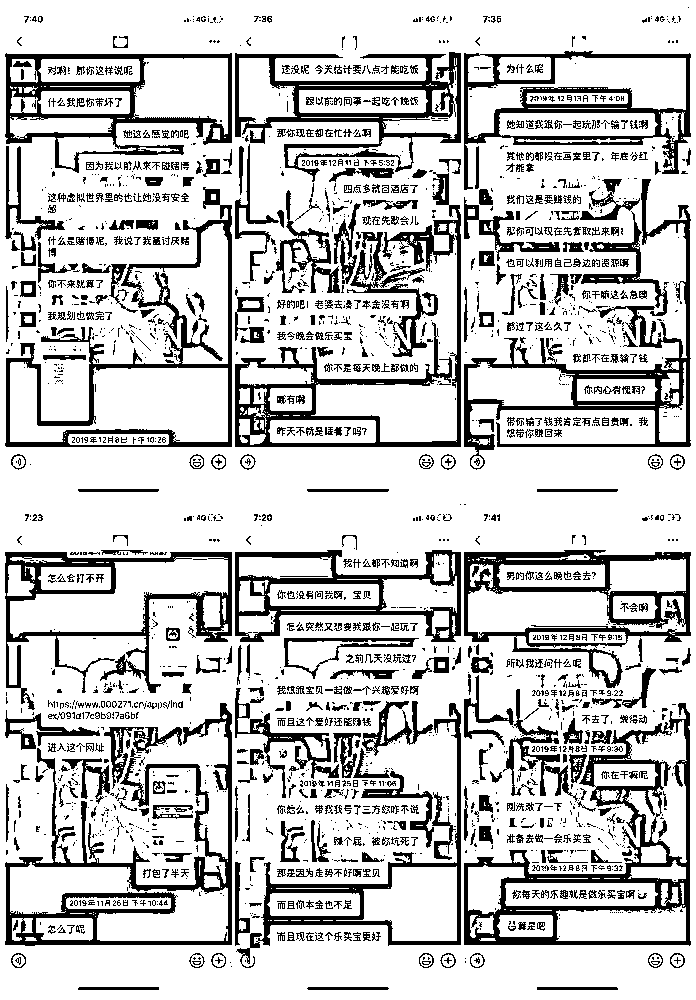 7:40
4G
对啊！那你这样说呢
什么我把你带坏了
她这么感觉的吧
因为我以前从来不碰赌博
这种虚拟世界里的也让她没有安全
感
什么是赌博呢，我说了我最讨厌赌
博
你不来就算了
我规划也做完了
2019年12月8日 下午10:26
7:36
4G
还没呢 今天估计要八点才能吃饭
跟以前的同事一起吃个晚饭
那你现在都在忙什么啊
2019年12月11日 下午5:32
四点多就回酒店了
现在先歇会儿
好的吧！老婆去凑了本金没有啊
我今晚会做乐买宝
你不是每天晚上都做的
哪有啊
昨天不就是睡着了吗？
7:35
4G
为什么呢
2019年12月13日 下午4:08
她知道我跟你一起玩那个输了钱啊
其他的都投在画室里了，年底分红
才能拿
我们这是要赚钱的
那你可以现在先套取出来啊！
也可以利用自己身边的资源啊
你干嘛这么急呀
都过了这么久了
我都不在意输了钱
你内心有愧啊？
带你输了钱我肯定有点自责啊，我
想带你赚回来
7:23
4G
怎么会打不开
https://www.000271.cn/apps/ind
进入这个网址
打包了半天
2019年11月25日 下午10:44
怎么了呢
7:20
4G
我什么都不知道啊
你也没有问我啊，宝贝
怎么突然又想要我跟你一起玩了
之前几天没玩过？
我想跟宝贝一起做一个兴趣爱好啊
而且这个爱好还能赚钱
2019年11月25日 下午11:06
你怎么，带我我亏了三万你咋不说
赚个屁，被你坑死了
那是因为走势不好啊宝贝
而且你本金也不足
而且现在这个乐买宝更好
7:41
4G
男的你这么晚也会去？
不会啊
2019年12月8日 下午9:15
所以我还问什么呢
2019年12月8日 下午9:22
不去了，懒得动
2019年12月8日 下午9:30
你在干嘛呢
刚洗漱了一下
准备去做一会乐买宝
2019年12月8日 下午9:32
你每天的乐趣就是做乐买宝啊
算是吧